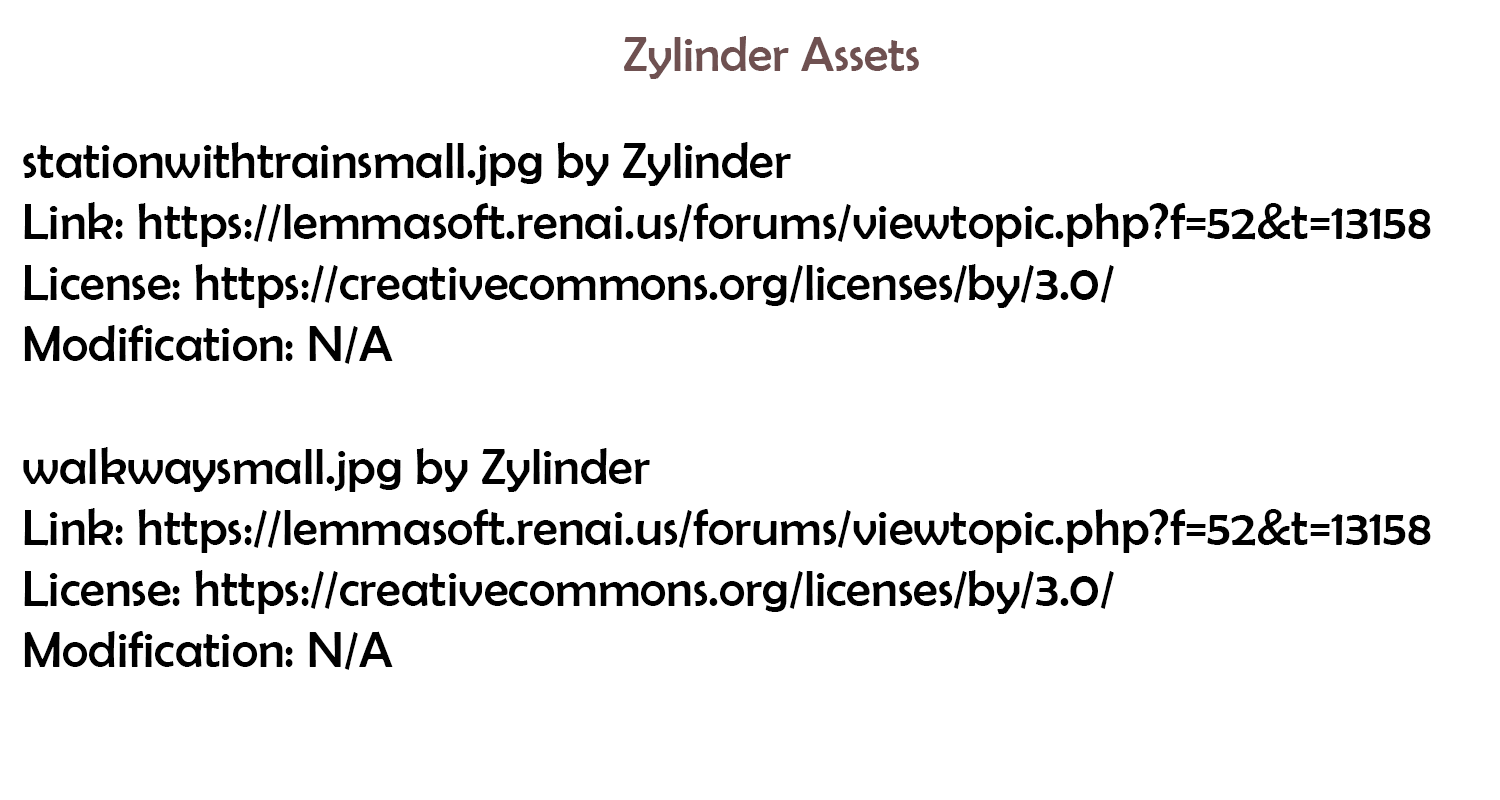 Zylinder Assets
stationwithtrainsmall.jpg by Zylinder
Link: https://lemmasoft.renai.us/forums/viewtopic.php?f=52&t=13158
License: https://creativecommons.org/licenses/by/3.0/
Modification: N/A
walkwaysmall.jpg by Zylinder
Link: https://lemmasoft.renai.us/forums/viewtopic.php?f=52&t=13158
License: https://creativecommons.org/licenses/by/3.0/
Modification: N/A